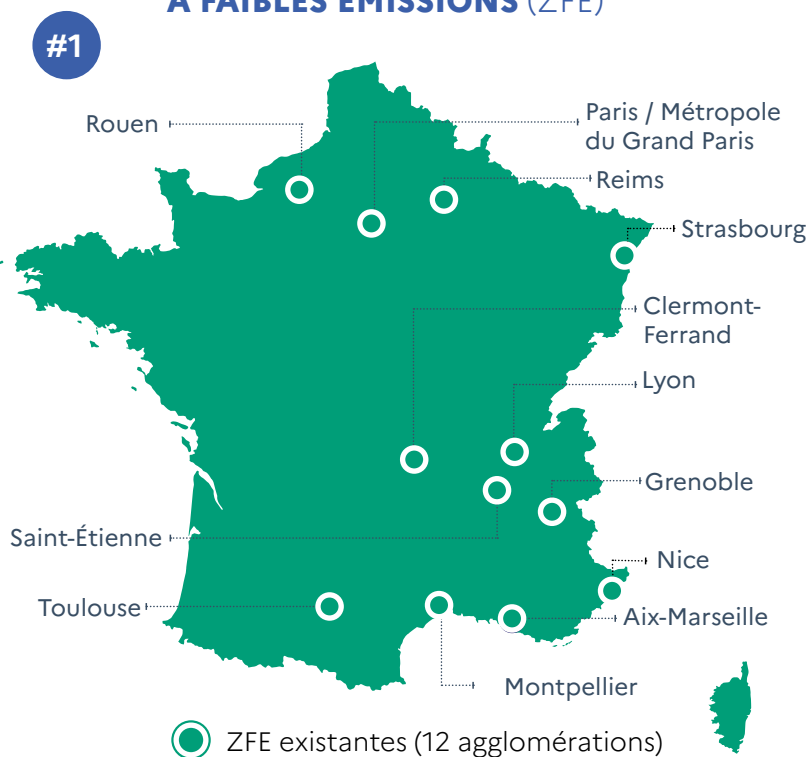 À FAIBLES ÉMISSIONS (ZFE)
#1
Rouen
Paris / Métropole
du Grand Paris
Reims
Strasbourg
Clermont-
Ferrand
Lyon
Grenoble
Saint-Étienne
Nice
Toulouse
Aix-Marseille
Montpellier
ZFE existantes (12 agglomérations)